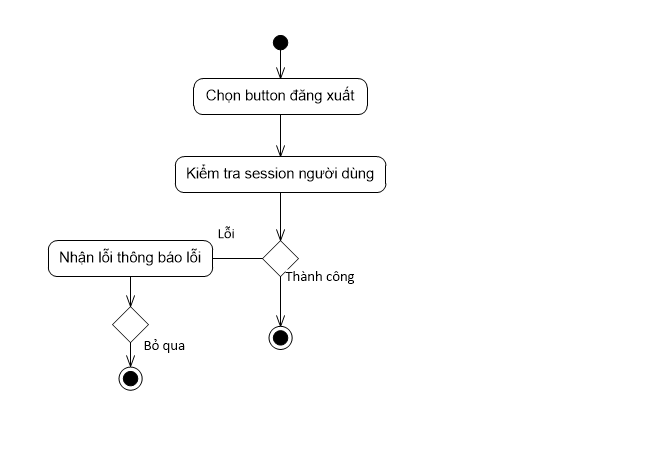 Chọn button đăng xuất
Kiểm tra session người dùng
Lỗi
Nhận lỗi thông báo lỗi
Thành công
Bỏ qua